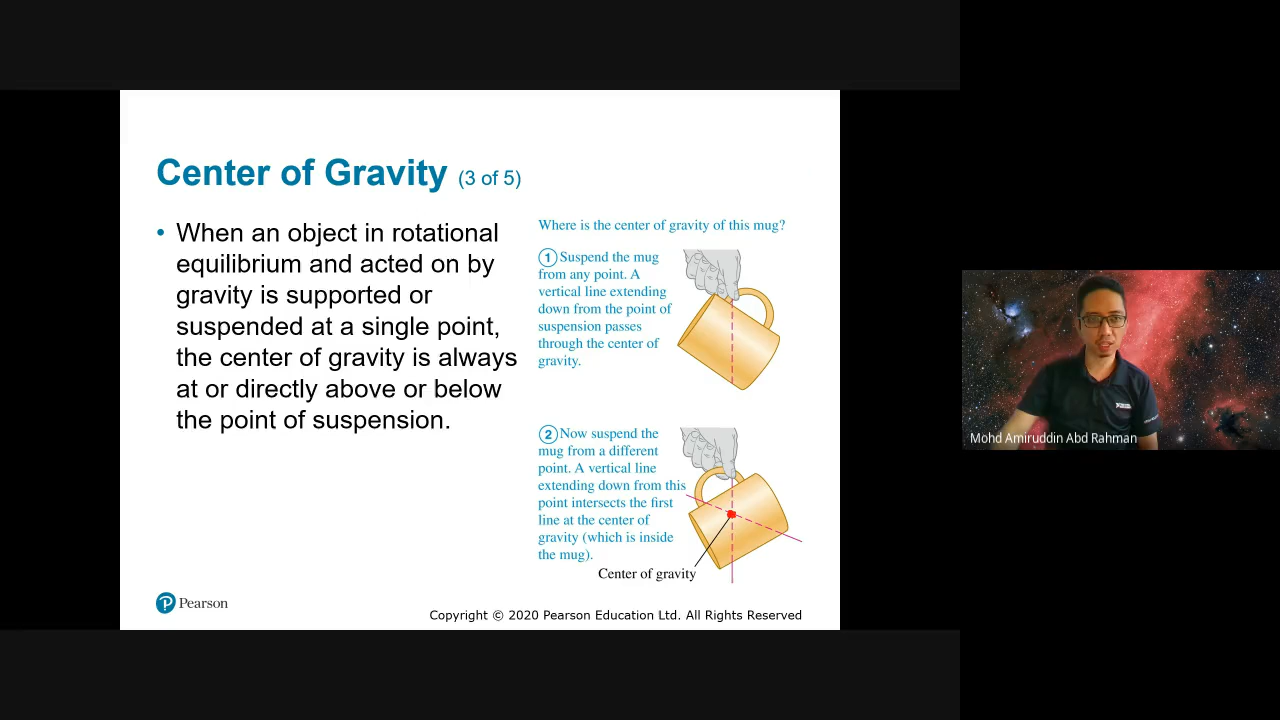 Center of Gravity (3 of 5)
• When an object in rotational
equilibrium and acted on by
gravity is supported or
suspended at a single point,
the center of gravity is always
at or directly above or below
the point of suspension.
Where is the center of gravity of this mug?
1 Suspend the mug
from any point. A
vertical line extending
down from the point of
suspension passes
through the center of
gravity.
2 Now suspend the
mug from a different
point. A vertical line
extending down from this
point intersects the first
line at the center of
gravity (which is inside
the mug).
Center of gravity
P Pearson
Copyright © 2020 Pearson Education Ltd. All Rights Reserved
Mohd Amiruddin Abd Rahman